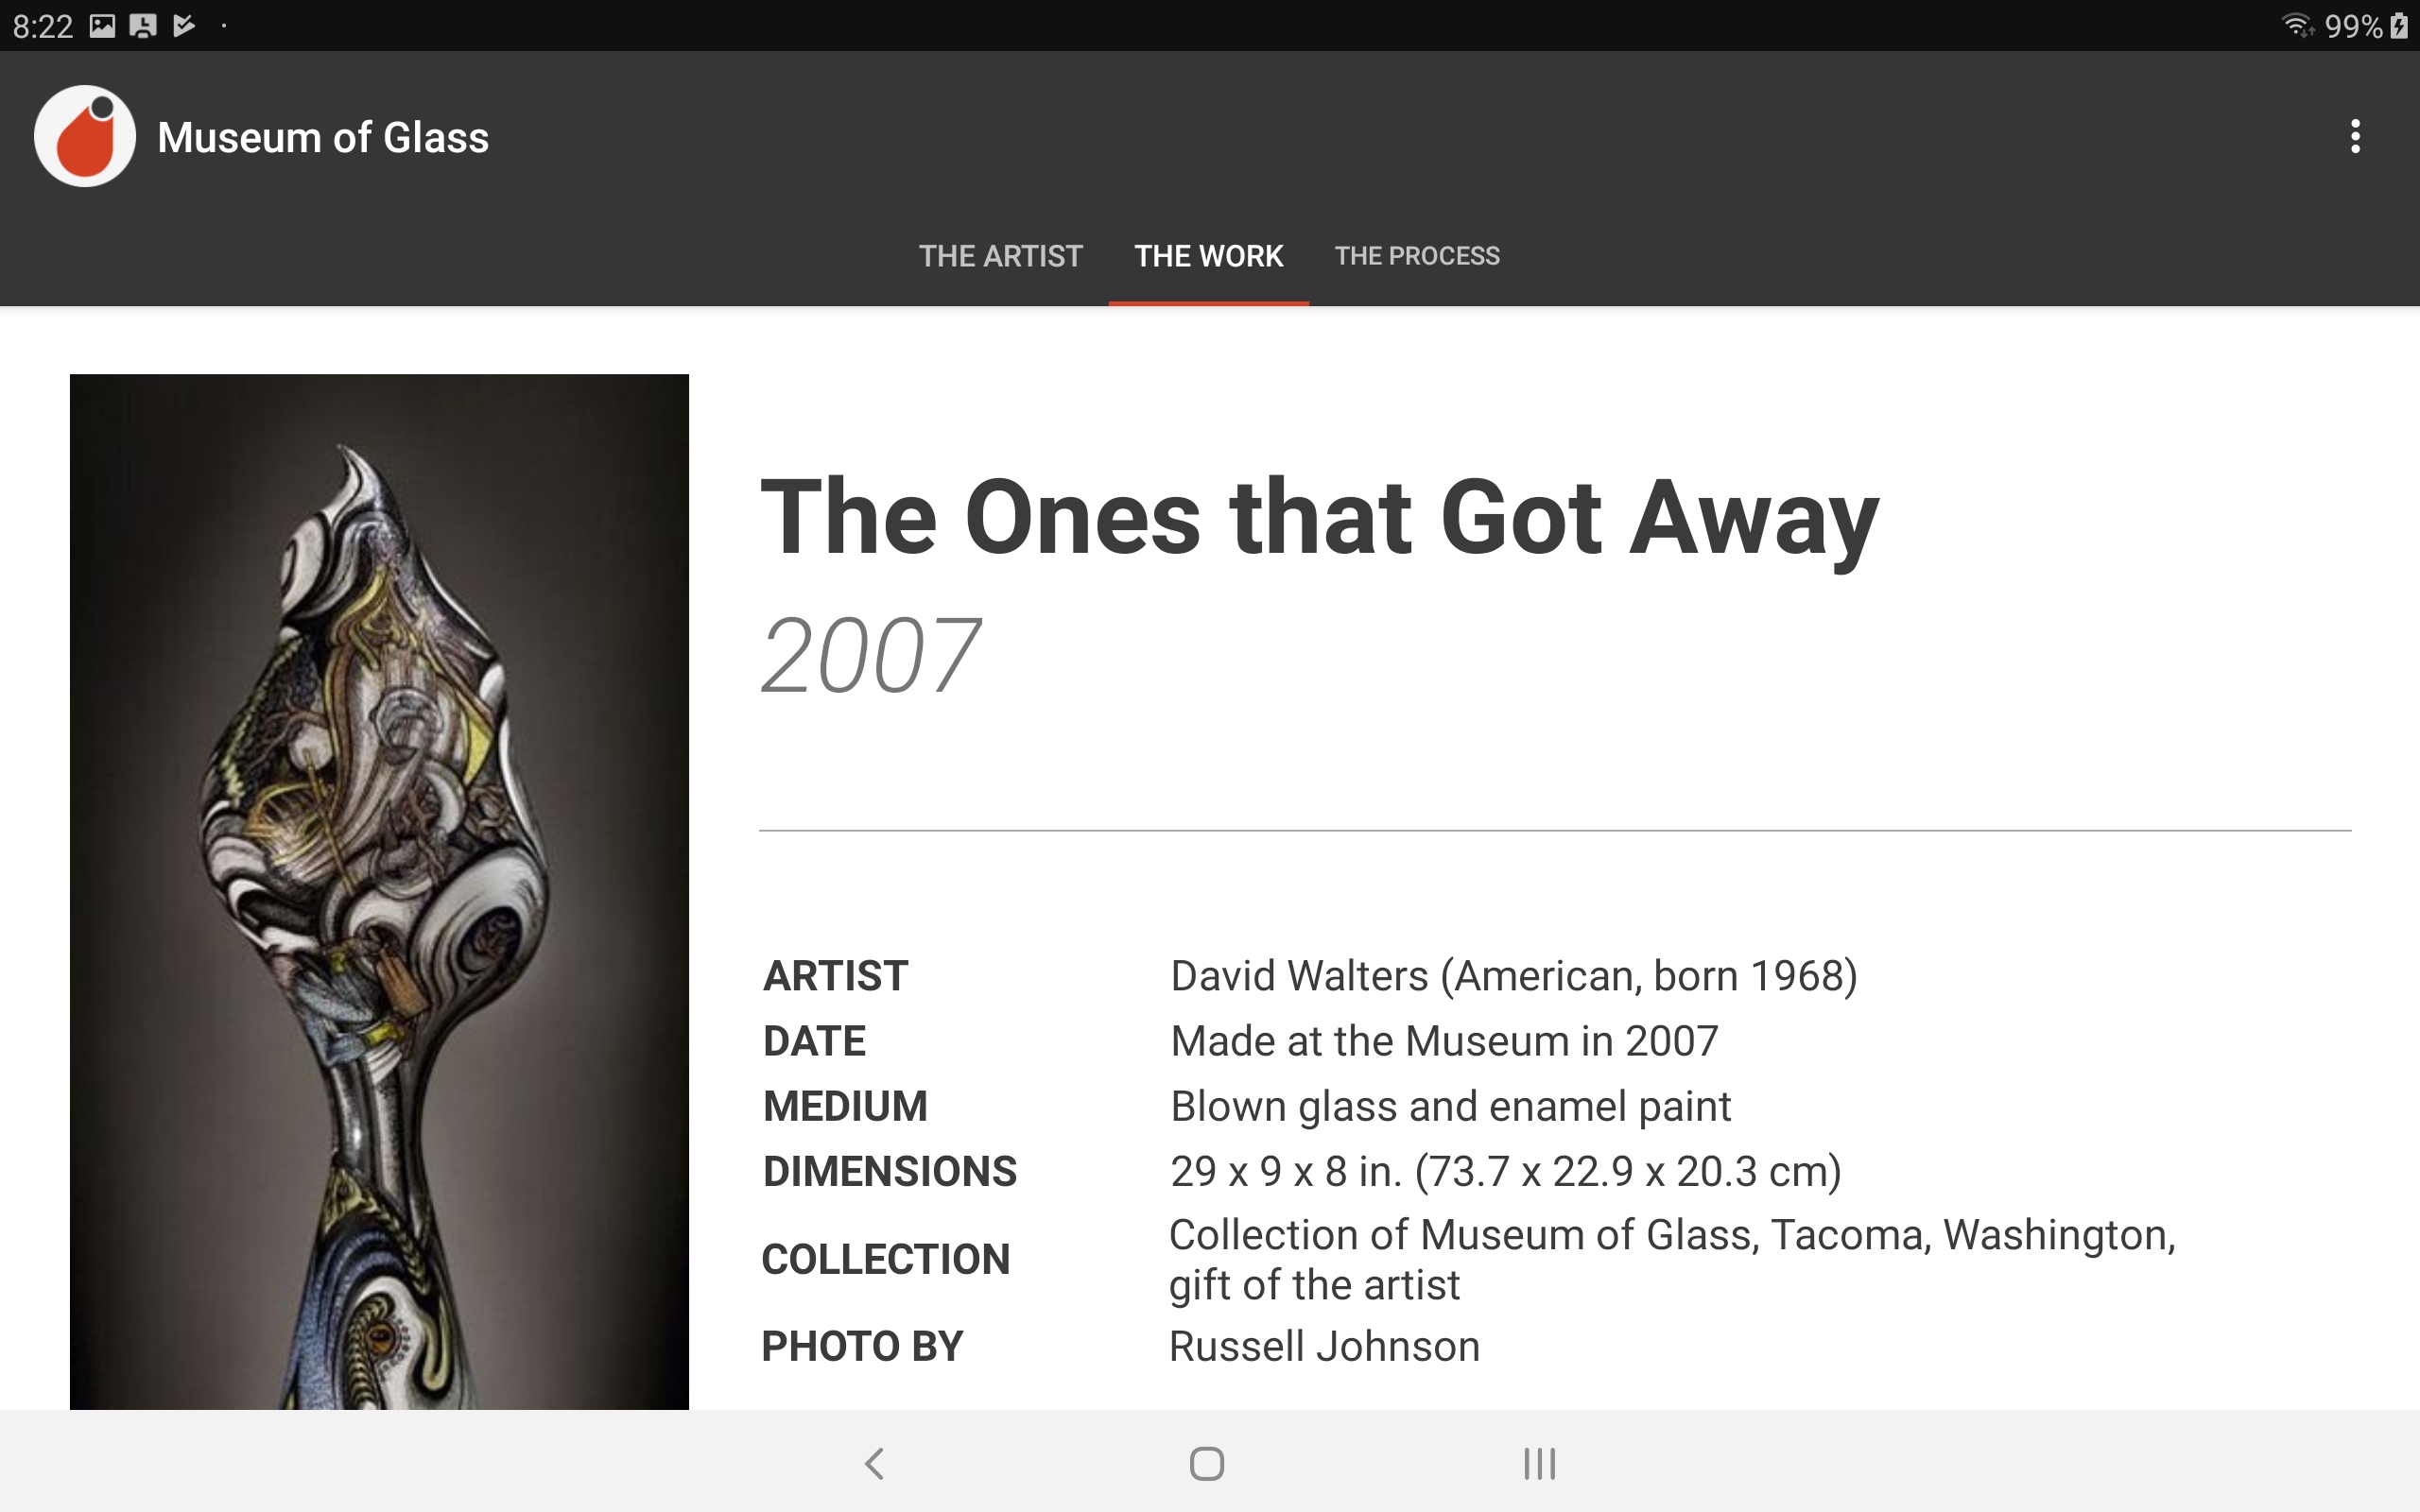 8:22
99%
Museum of Glass
THE ARTIST THE WORK THE PROCESS
The Ones that Got Away
2007
ARTIST David Walters (American, born 1968)
DATE Made at the Museum in 2007
MEDIUM Blown glass and enamel paint
DIMENSIONS 29 x 9 x 8 in. (73.7 x 22.9 x 20.3 cm)
COLLECTION Collection of Museum of Glass, Tacoma, Washington,
gift of the artist
PHOTO BY Russell Johnson